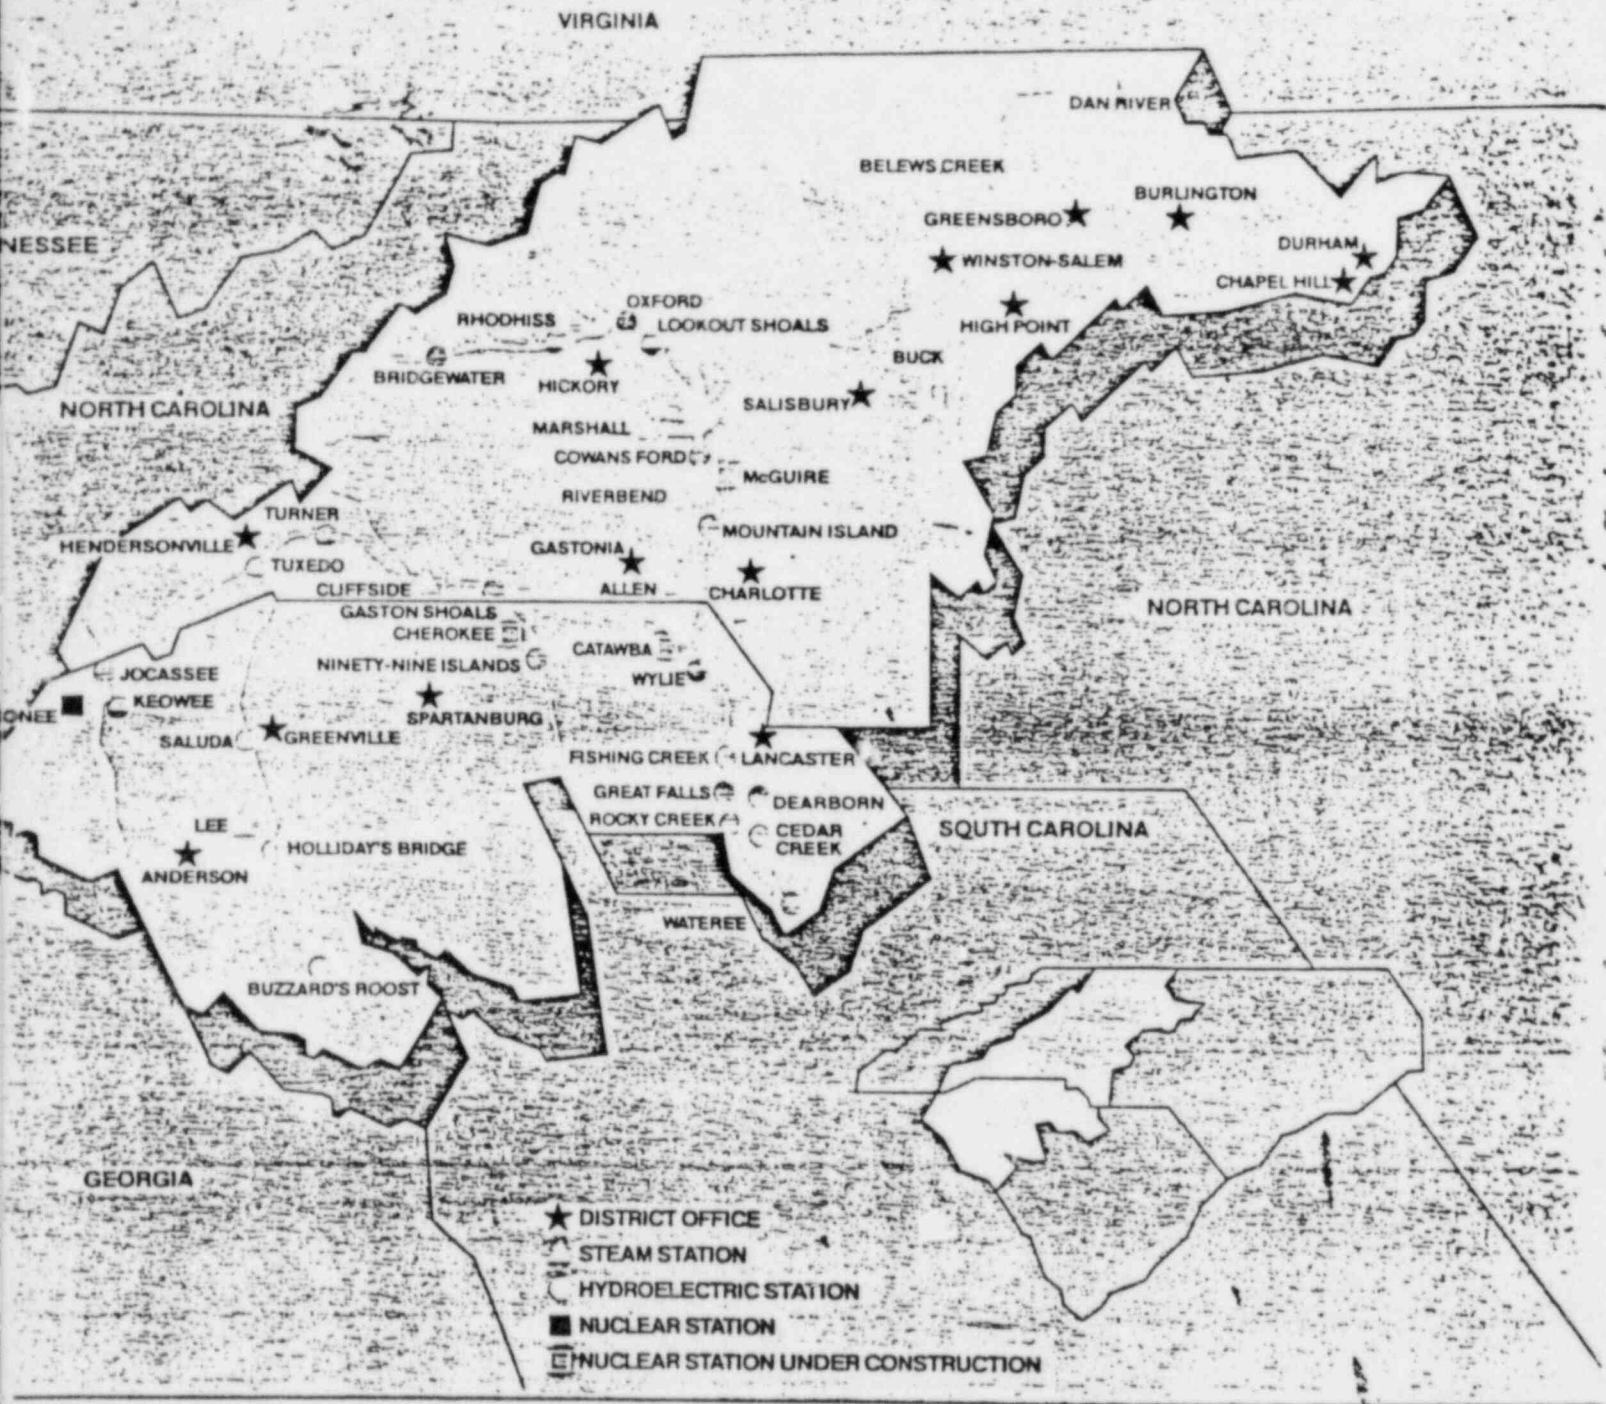 VIRGINIA
DAN RIVER
BELEWS CREEK
BURLINGTON
GREENSBORO
NESSEE
DURHAM
WINSTON-SALEM
CHAPEL HILL
OXFORD
RHODHISS
LOOKOUT SHOALS
HIGH POINT
BUCK
BRIDGEWATER
HICKORY
NORTH CAROLINA
SALISBURY
MARSHALL
COWANS FORD
McGUIRE
RIVERBEND
TURNER
MOUNTAIN ISLAND
HENDERSONVILLE
GASTONIA
TUXEDO
CLIFFSIDE
ALLEN
CHARLOTTE
GASTON SHOALS
NORTH CAROLINA
CHEROKEE
CATAWBA
NINETY-NINE ISLANDS
JOCASSEE
WYLIE
KEOWEE
ONEE
SPARTANBURG
SALUDA
GREENVILLE
FISHING CREEK
LANCASTER
GREAT FALLS
DEARBORN
ROCKY CREEK
LEE
CEDAR
CREEK
SOUTH CAROLINA
HOLLIDAY'S BRIDGE
ANDERSON
WATEREE
BUZZARD'S ROOST
GEORGIA
DISTRICT OFFICE
STEAM STATION
HYDROELECTRIC STATION
NUCLEAR STATION
NUCLEAR STATION UNDER CONSTRUCTION